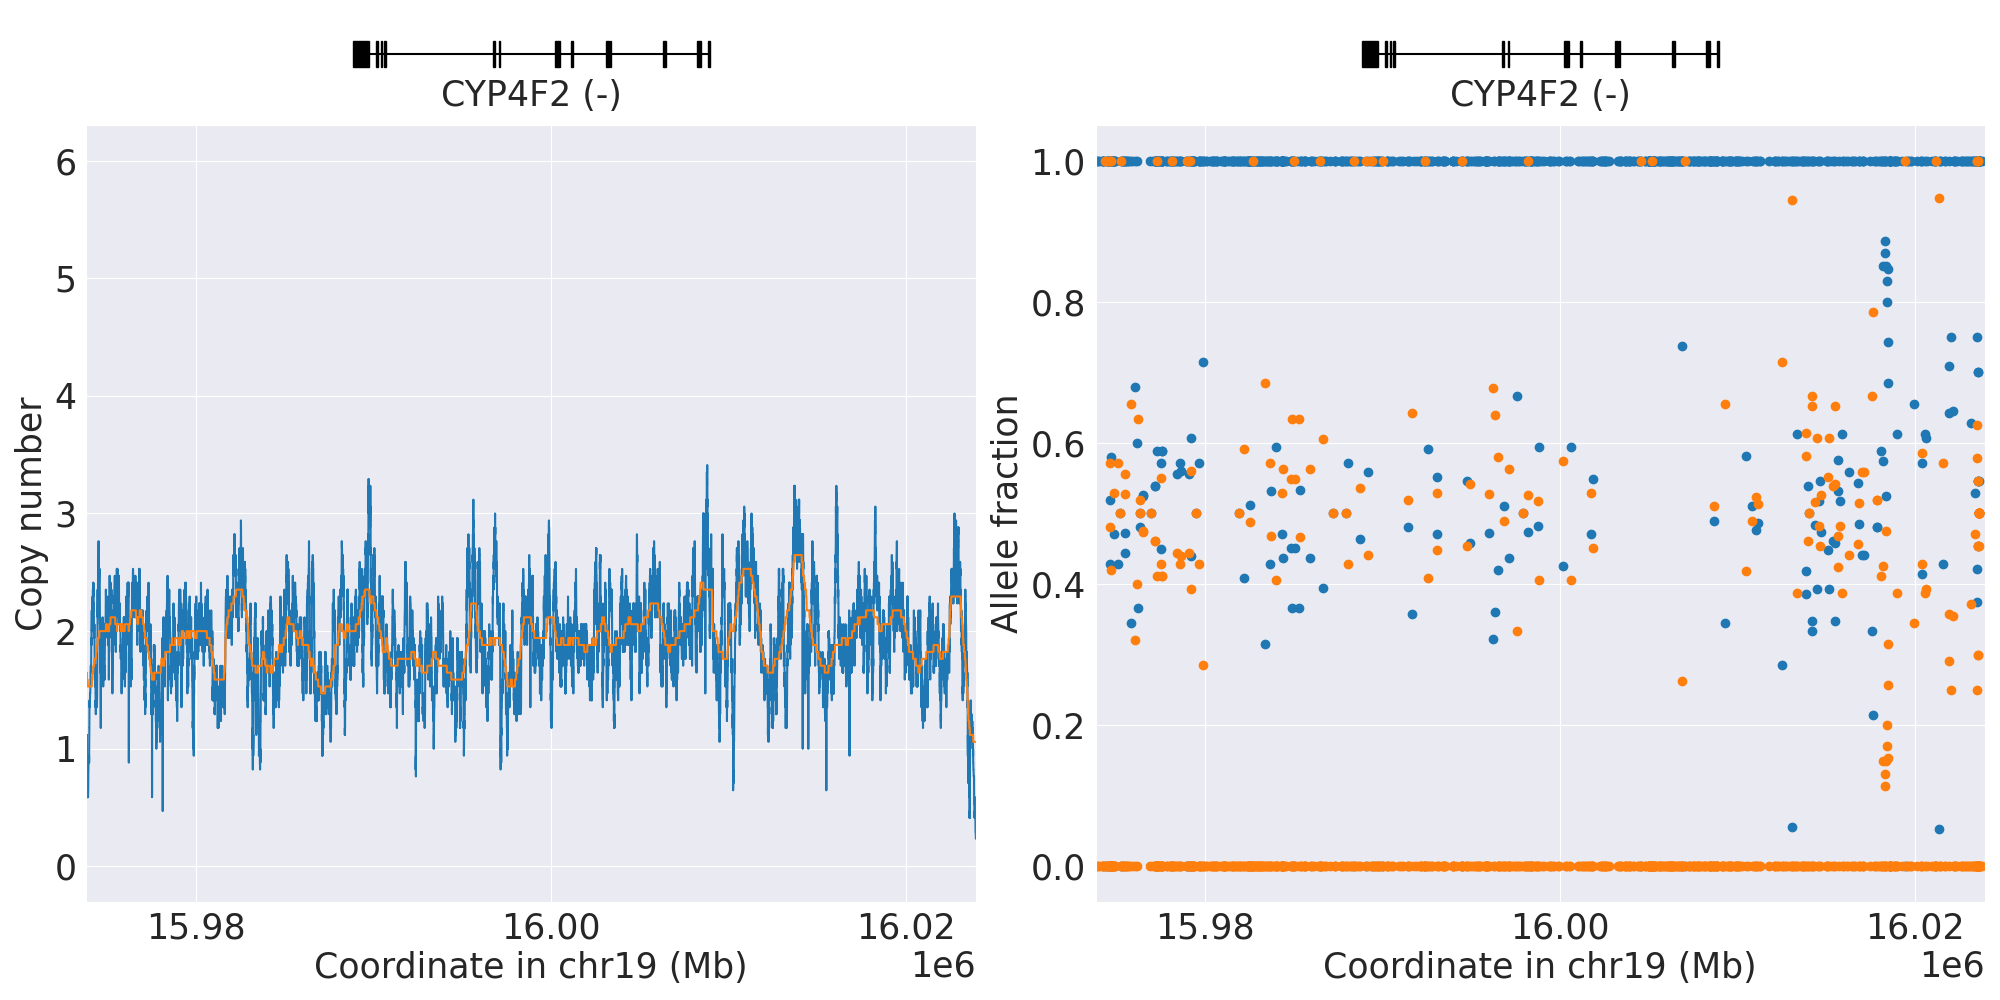 CYP4F2 (-)
6
5
4
3
2
1
0
Copy number
15.98
16.00
16.02
Coordinate in chr19 (Mb)
1e6
CYP4F2 (-)
1.0
0.8
0.6
0.4
0.2
0.0
Allele fraction
15.98
16.00
16.02
Coordinate in chr19 (Mb)
1e6